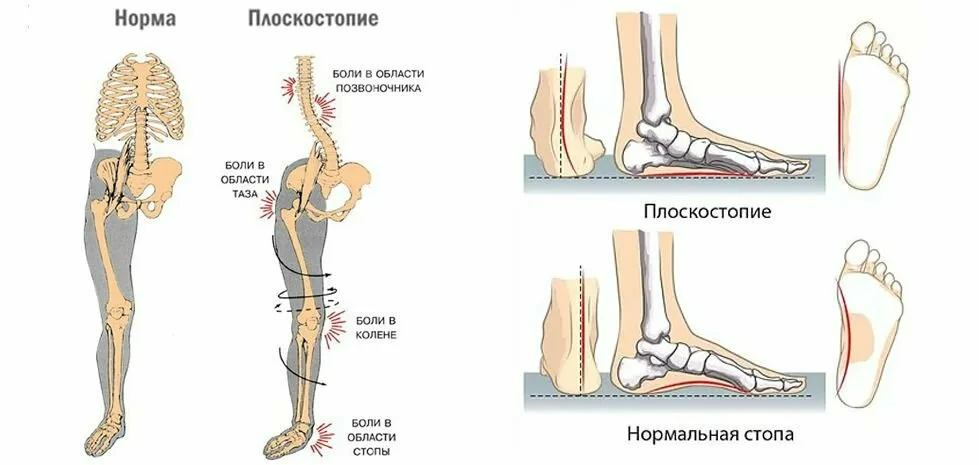 Норма
Плоскостопие
БОЛИ В ОБЛАСТИ
ПОЗВОНОЧНИКА
БОЛИ В
ОБЛАСТИ
ТАЗА
БОЛИ В
КОЛЕНЕ
БОЛИ В
ОБЛАСТИ
СТОПЫ
Плоскостопие
Нормальная стопа